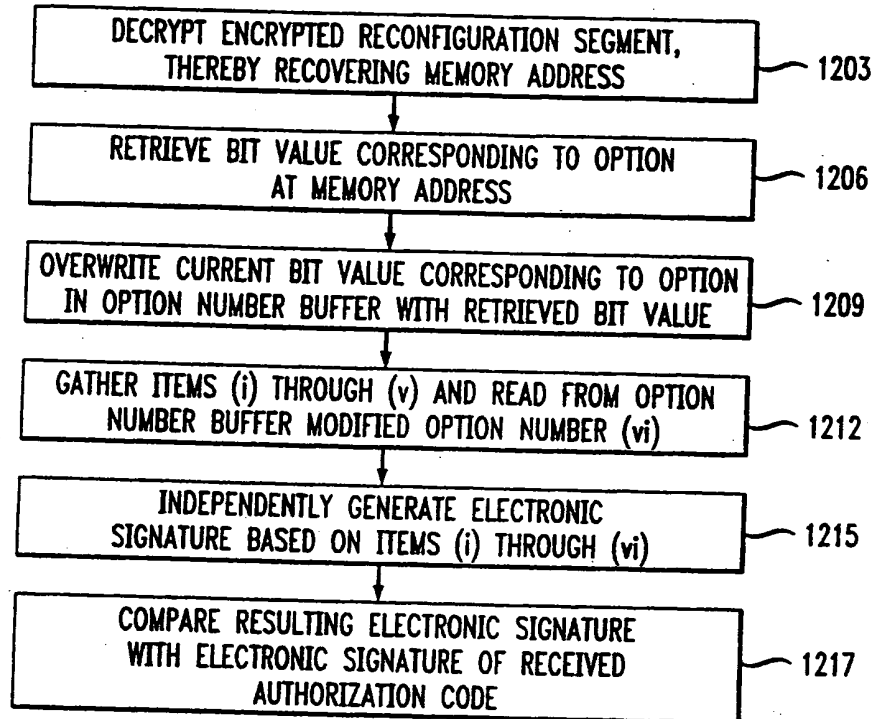 DECRYPT ENCRYPTED RECONFIGURATION SEGMENT,
THEREBY RECOVERING MEMORY ADDRESS
1203
RETRIEVE BIT VALUE CORRESPONDING TO OPTION
AT MEMORY ADDRESS
1206
OVERWRITE CURRENT BIT VALUE CORRESPONDING TO OPTION
IN OPTION NUMBER BUFFER WITH RETRIEVED BIT VALUE
1209
GATHER ITEMS (i) THROUGH (v) AND READ FROM OPTION
NUMBER BUFFER MODIFIED OPTION NUMBER (vi)
1212
INDEPENDENTLY GENERATE ELECTRONIC
SIGNATURE BASED ON ITEMS (i) THROUGH (vi)
1215
COMPARE RESULTING ELECTRONIC SIGNATURE
WITH ELECTRONIC SIGNATURE OF RECEIVED
AUTHORIZATION CODE
1217